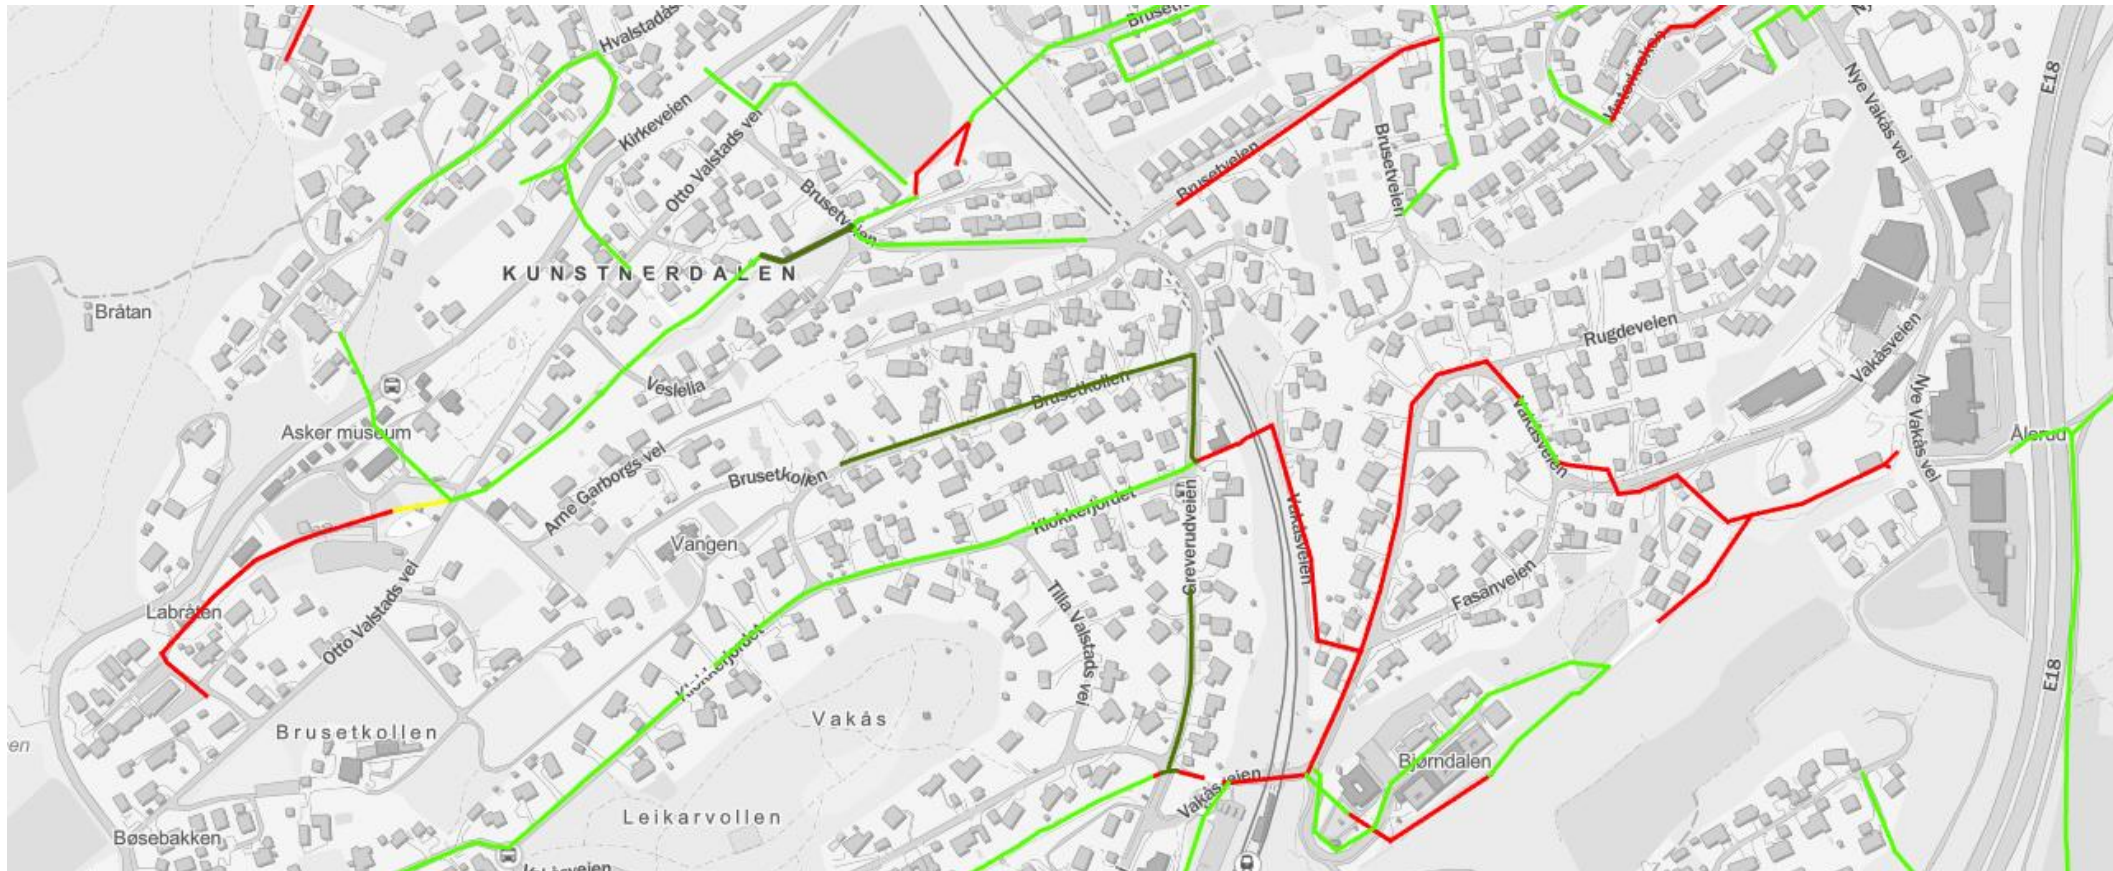 Hvalstadås
Kirkeveien
Otto Valstads vei
Brusetveien
KUNSTNERDALEN
Bråtan
Asker museum
Veslelia
Arne Garborgs vei
Brusetkollen
Brusetkollen
Vangen
Klokkerjordet
Klokkerjordet
Labråten
Otto Valstads vei
Brusetkollen
Bøsebakken
Leikarvollen
Vakås
Tilla Valstads vei
Greverudveien
Vakåsveien
Vakåsveien
Brusetveien
Brusetveien
Vinterkroken
Nye Vakås vei
E18
Rugdeveien
Vakåsveien
Vakåsveien
Nye Vakås vei
Ålerud
Fasanveien
Bjørndalen
E18